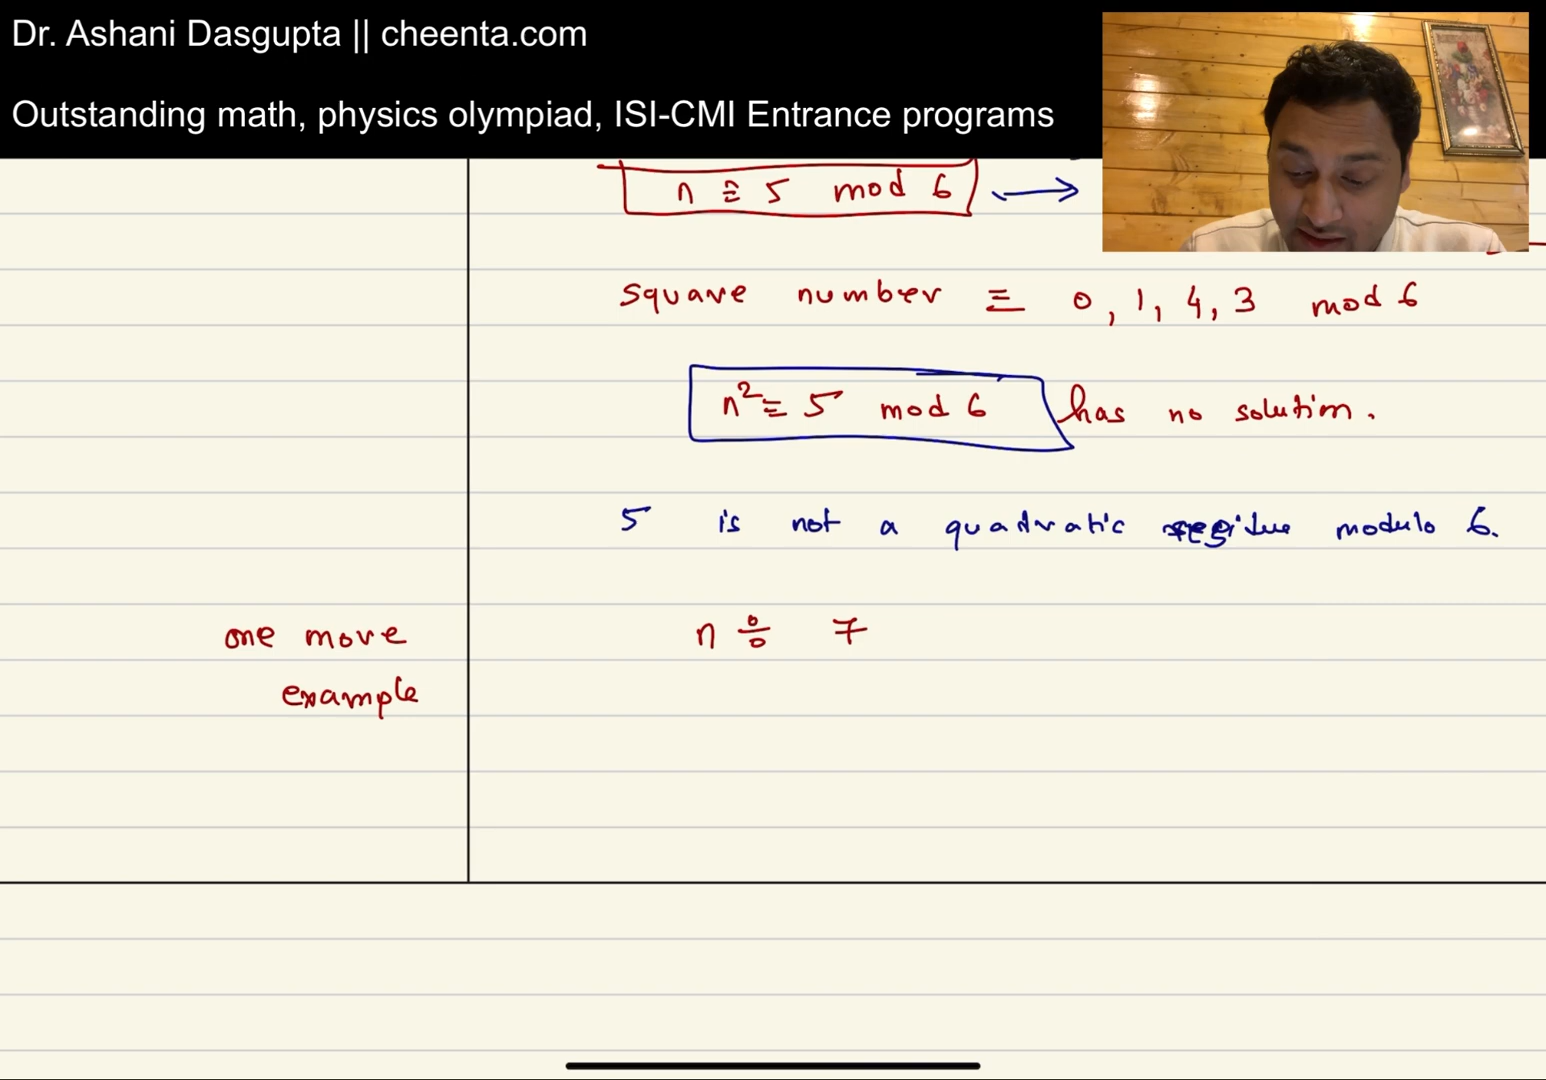 Dr. Ashani Dasgupta || cheenta.com
Outstanding math, physics olympiad, ISI-CMI Entrance programs
n ≡ 5 mod 6 →
square number ≡ 0, 1, 4, 3 mod 6
n² ≡ 5 mod 6 has no solution.
5 is not a quadratic residue modulo 6.
one move n ÷ 7
example